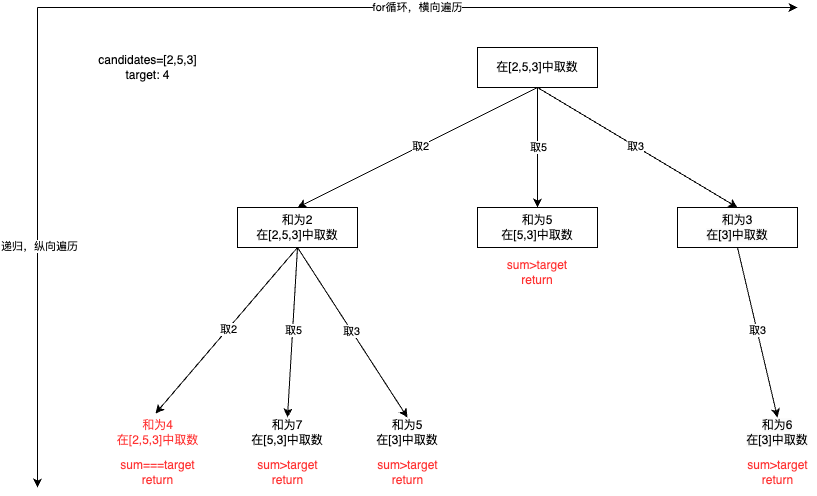 for循环，横向遍历
candidates=[2,5,3]
target: 4
在[2,5,3]中取数
取2
取5
取3
和为2
在[2,5,3]中取数
和为5
在[5,3]中取数
和为3
在[3]中取数
递归，纵向遍历
sum>target
return
取2
取5
取3
取3
和为4
在[2,5,3]中取数
和为7
在[5,3]中取数
和为5
在[3]中取数
和为6
在[3]中取数
sum===target
return
sum>target
return
sum>target
return
sum>target
return